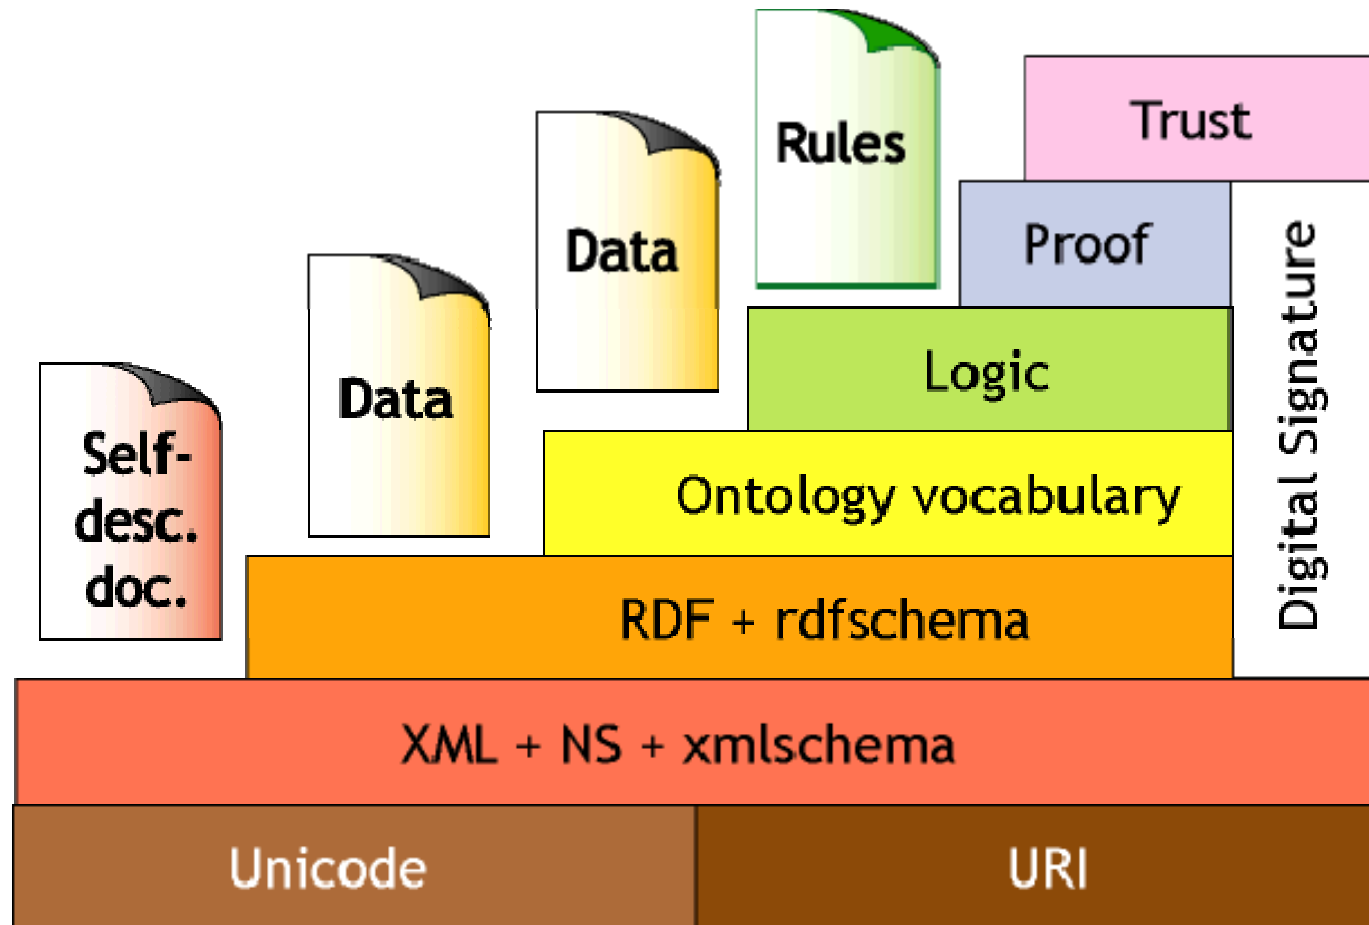 Rules
Trust
Data
Proof
Data
Logic
Self-
desc.
doc.
Ontology vocabulary
Digital Signature
RDF + rdfschema
XML + NS + xmlschema
Unicode
URI